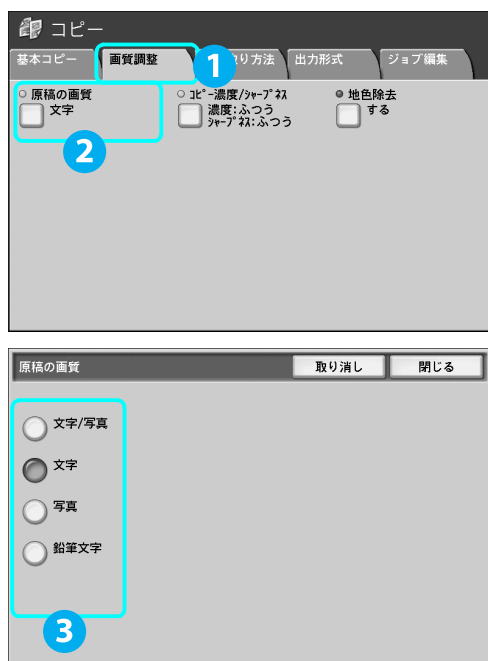 コピー
基本コピー
画質調整
1
り方法
出力形式
ジョブ編集
原稿の画質
文字
2
ｺﾋﾟｰ濃度/ｼｬｰﾌﾟﾈｽ
濃度:ふつう
ｼｬｰﾌﾟﾈｽ:ふつう
地色除去
する
原稿の画質
取り消し
閉じる
文字/写真
文字
写真
鉛筆文字
3